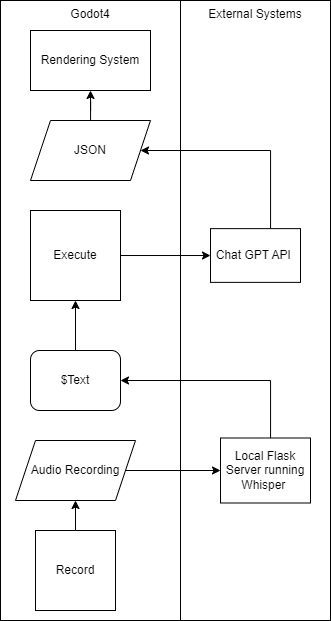 Godot4
External Systems
Rendering System
JSON
Execute
Chat GPT API
$Text
Audio Recording
Local Flask
Server running
Whisper
Record